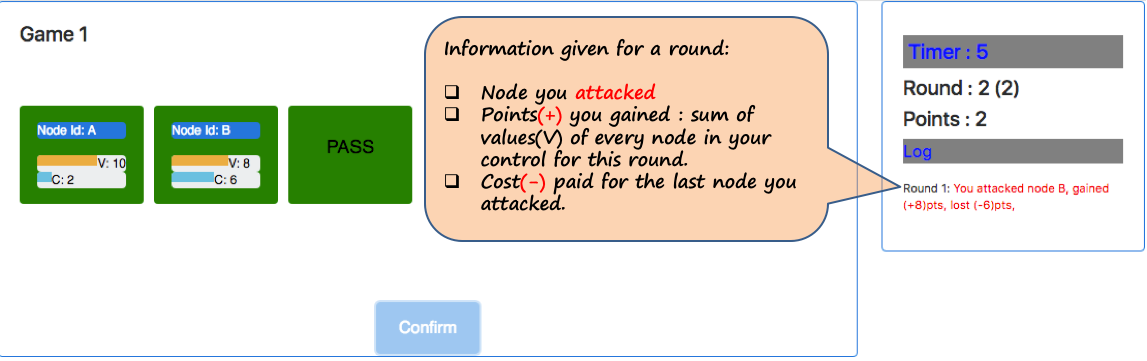 Game 1
Node Id: A
V: 10
C: 2
Node Id: B
V: 8
C: 6
PASS
Confirm
Information given for a round:
Node you attacked
Points(+) you gained : sum of
values(V) of every node in your
control for this round.
Cost(-) paid for the last node you
attacked.
Timer : 5
Round : 2 (2)
Points : 2
Log
Round 1: You attacked node B, gained
(+8)pts, lost (-6)pts,